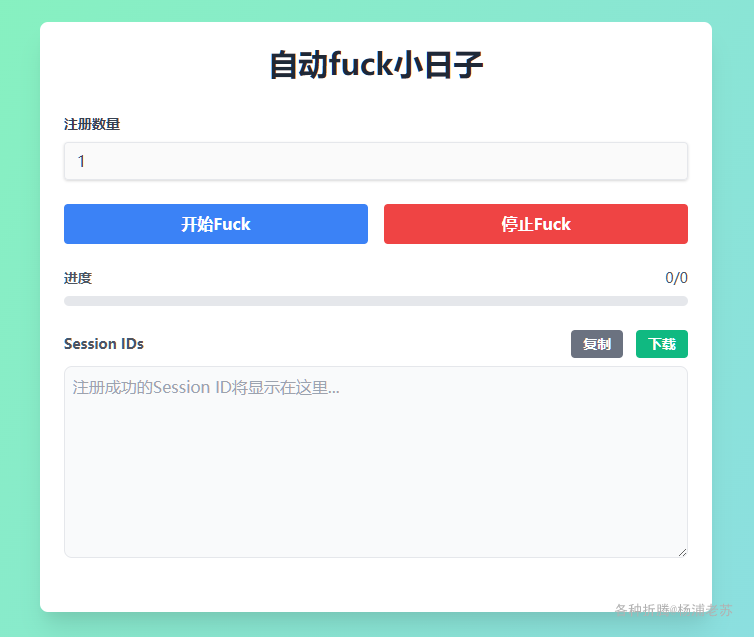 自动fuck小日子
注册数量
1
开始Fuck 停止Fuck
进度 0/0
Session IDs 复制 下载
注册成功的Session ID将显示在这里...
各种折腾@杨浦老苏